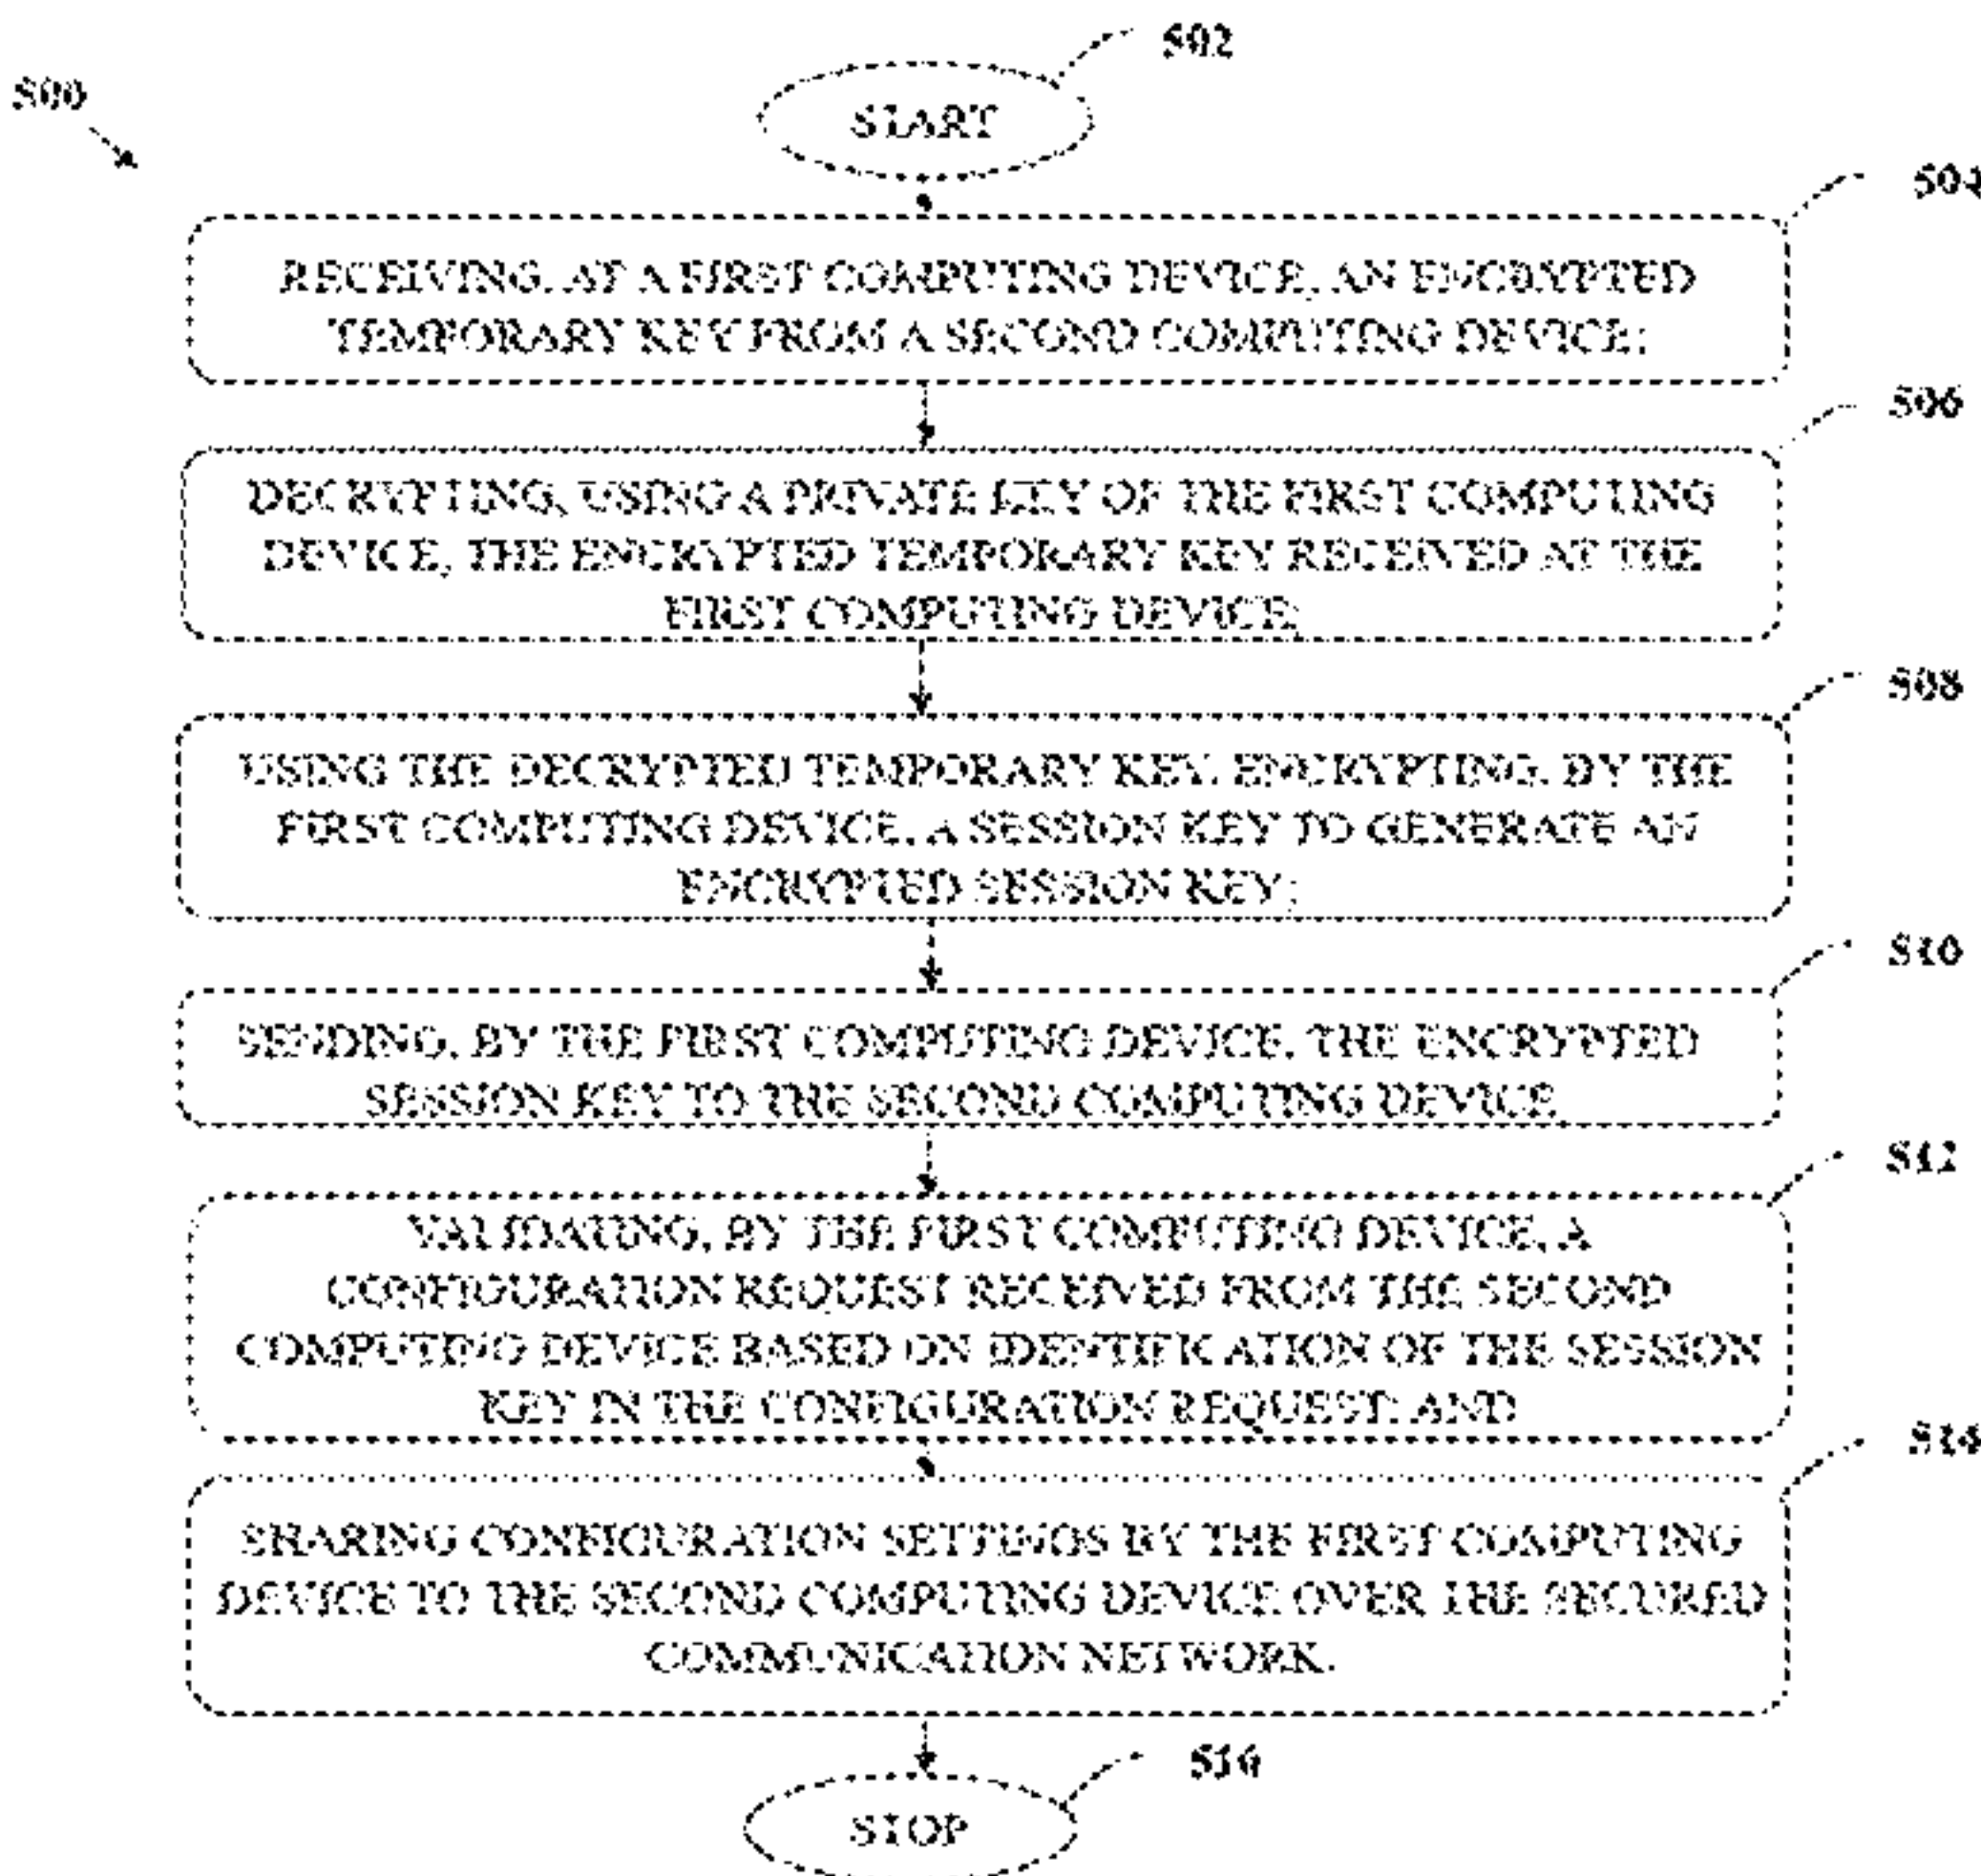 502
500
START
504
RECEIVING, AT A FIRST COMPUTING DEVICE, AN ENCRYPTED
TEMPORARY KEY FROM A SECOND COMPUTING DEVICE;
506
DECRYPTING, USING A PRIVATE KEY OF THE FIRST COMPUTING
DEVICE, THE ENCRYPTED TEMPORARY KEY RECEIVED AT THE
FIRST COMPUTING DEVICE;
508
USING THE DECRYPTED TEMPORARY KEY, ENCRYPTING, BY THE
FIRST COMPUTING DEVICE, A SESSION KEY TO GENERATE AN
ENCRYPTED SESSION KEY;
510
SENDING, BY THE FIRST COMPUTING DEVICE, THE ENCRYPTED
SESSION KEY TO THE SECOND COMPUTING DEVICE
512
VALIDATING, BY THE FIRST COMPUTING DEVICE, A
CONFIGURATION REQUEST RECEIVED FROM THE SECOND
COMPUTING DEVICE BASED ON IDENTIFICATION OF THE SESSION
KEY IN THE CONFIGURATION REQUEST; AND
514
SHARING CONFIGURATION SETTINGS BY THE FIRST COMPUTING
DEVICE TO THE SECOND COMPUTING DEVICE OVER THE SECURED
COMMUNICATION NETWORK.
516
STOP